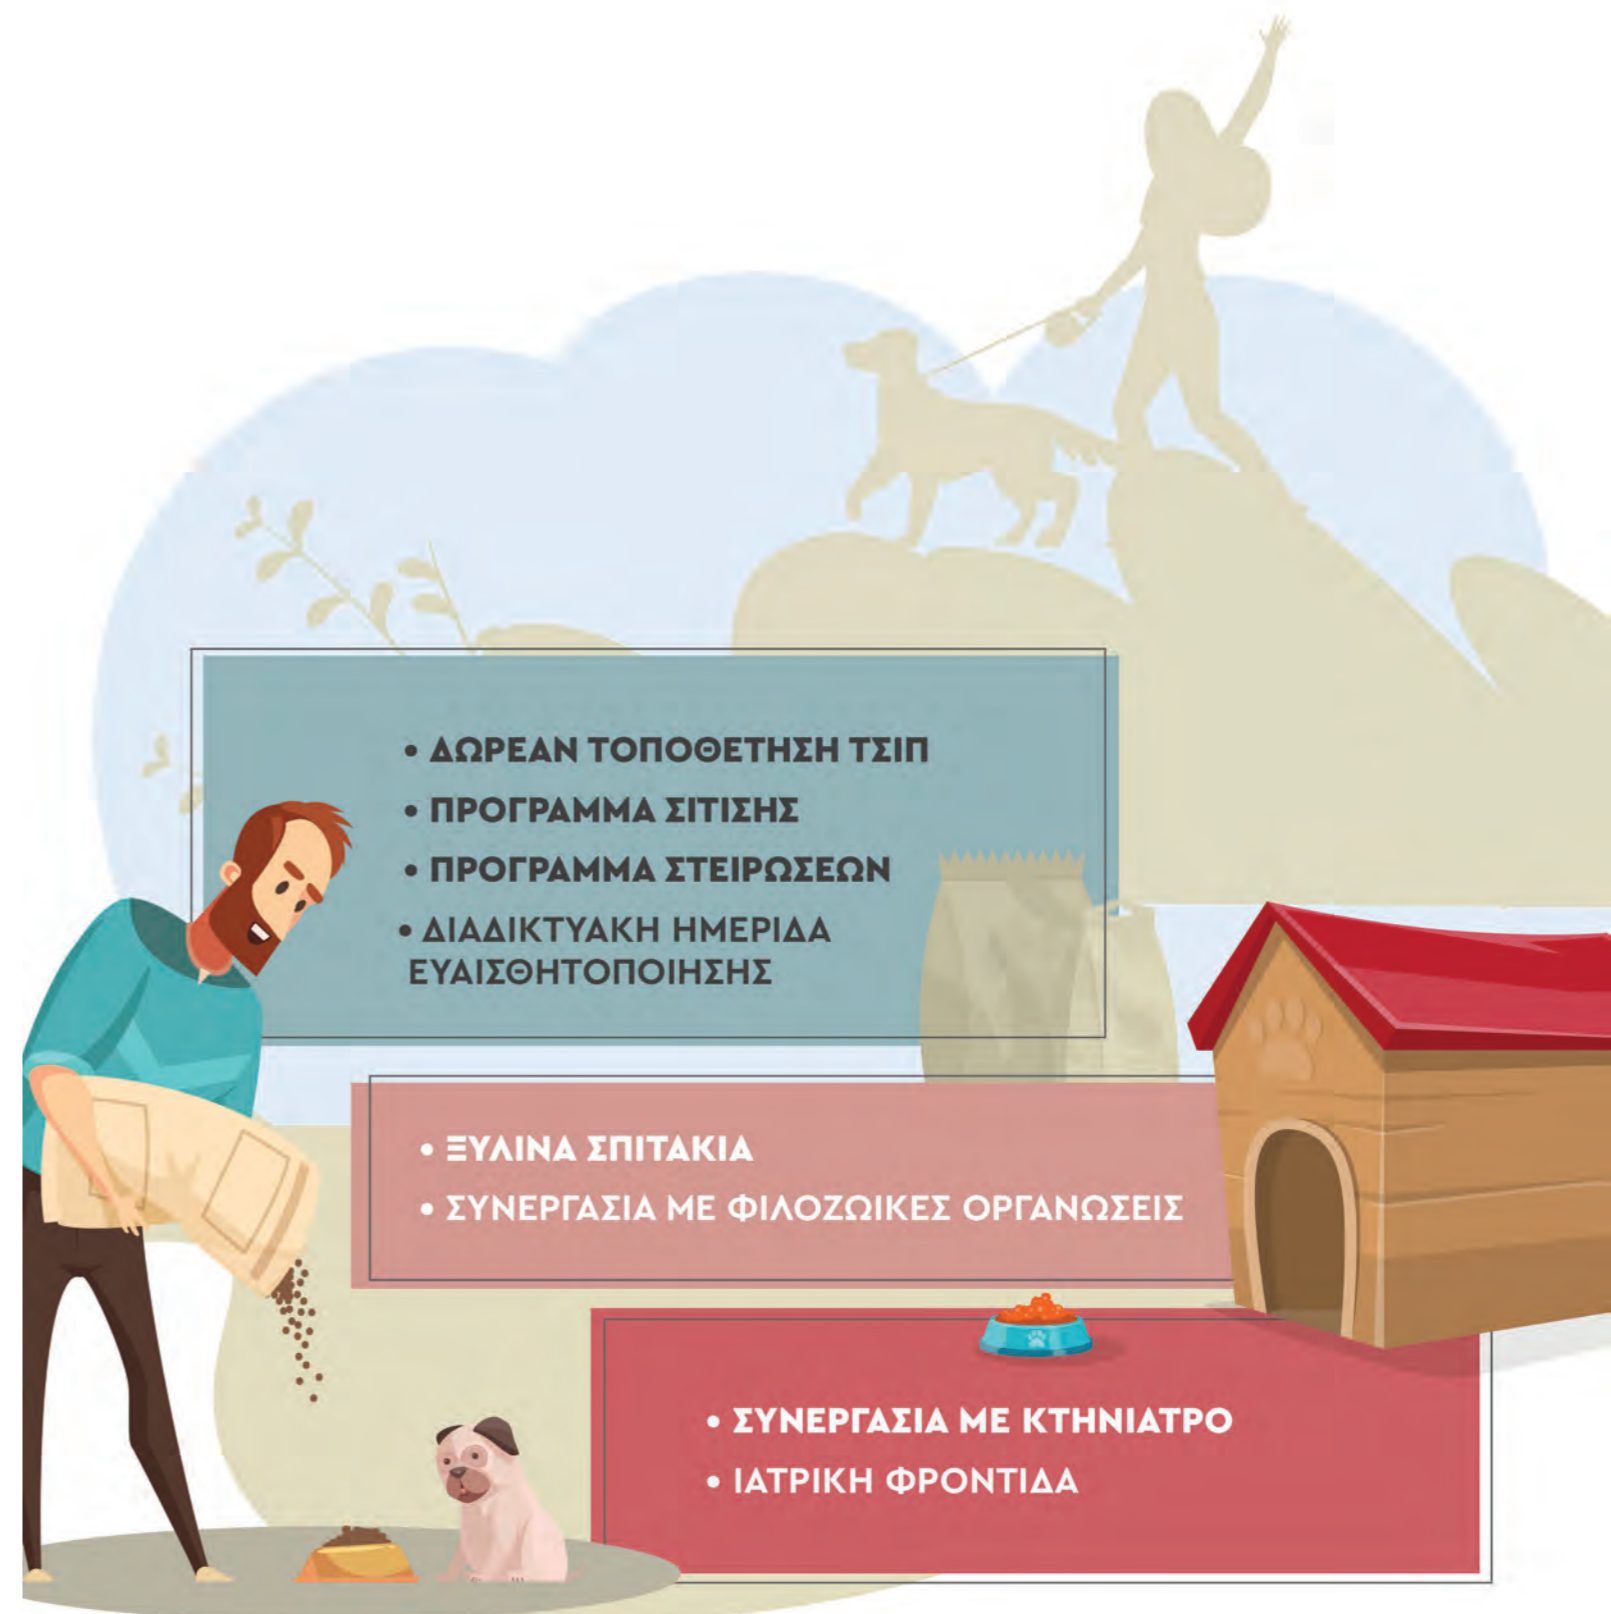 • ΔΩΡΕΑΝ ΤΟΠΟΘΕΤΗΣΗ ΤΣΙΠ
• ΠΡΟΓΡΑΜΜΑ ΣΙΤΙΣΗΣ
• ΠΡΟΓΡΑΜΜΑ ΣΤΕΙΡΩΣΕΩΝ
• ΔΙΑΔΙΚΤΥΑΚΗ ΗΜΕΡΙΔΑ
ΕΥΑΙΣΘΗΤΟΠΟΙΗΣΗΣ
• ΞΥΛΙΝΑ ΣΠΙΤΑΚΙΑ
• ΣΥΝΕΡΓΑΣΙΑ ΜΕ ΦΙΛΟΖΩΙΚΕΣ ΟΡΓΑΝΩΣΕΙΣ
• ΣΥΝΕΡΓΑΣΙΑ ΜΕ ΚΤΗΝΙΑΤΡΟ
• ΙΑΤΡΙΚΗ ΦΡΟΝΤΙΔΑ